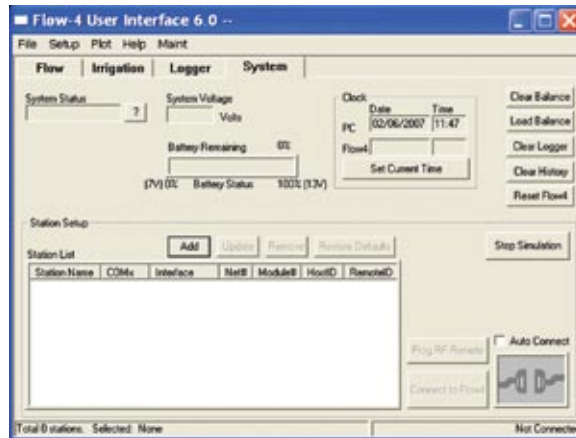 Flow-4 User Interface 6.0 --
File Setup Plot Help Maint
Flow Irrigation Logger System
System Status
?
System Voltage
Volts
Battery Remaining 0%
(7V) 0% Battery Status 100% (13V)
Clock
Date Time
PC 02/06/2007 11:47
Flow4
Set Current Time
Clear Balance
Load Balance
Clear Logger
Clear History
Reset Flow4
Station Setup
Station List
Add Update Remove Restore Defaults
Stop Simulation
Station Name COM# Interface Net# Module# HostID RemoteID
Prog RF Remote
Connect to Flow4
Auto Connect
Total 0 stations. Selected: None
Not Connecte